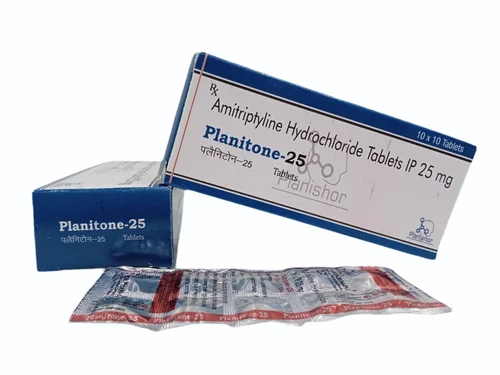 Rx
10 x 10 Tablets
Amitriptyline Hydrochloride Tablets IP 25 mg
Planitone-25
पलैनिटोन-25
Tablets
Planishor
Planishor
Planitone-25
पलैनिटोन-25 Tablets
Planitone-25